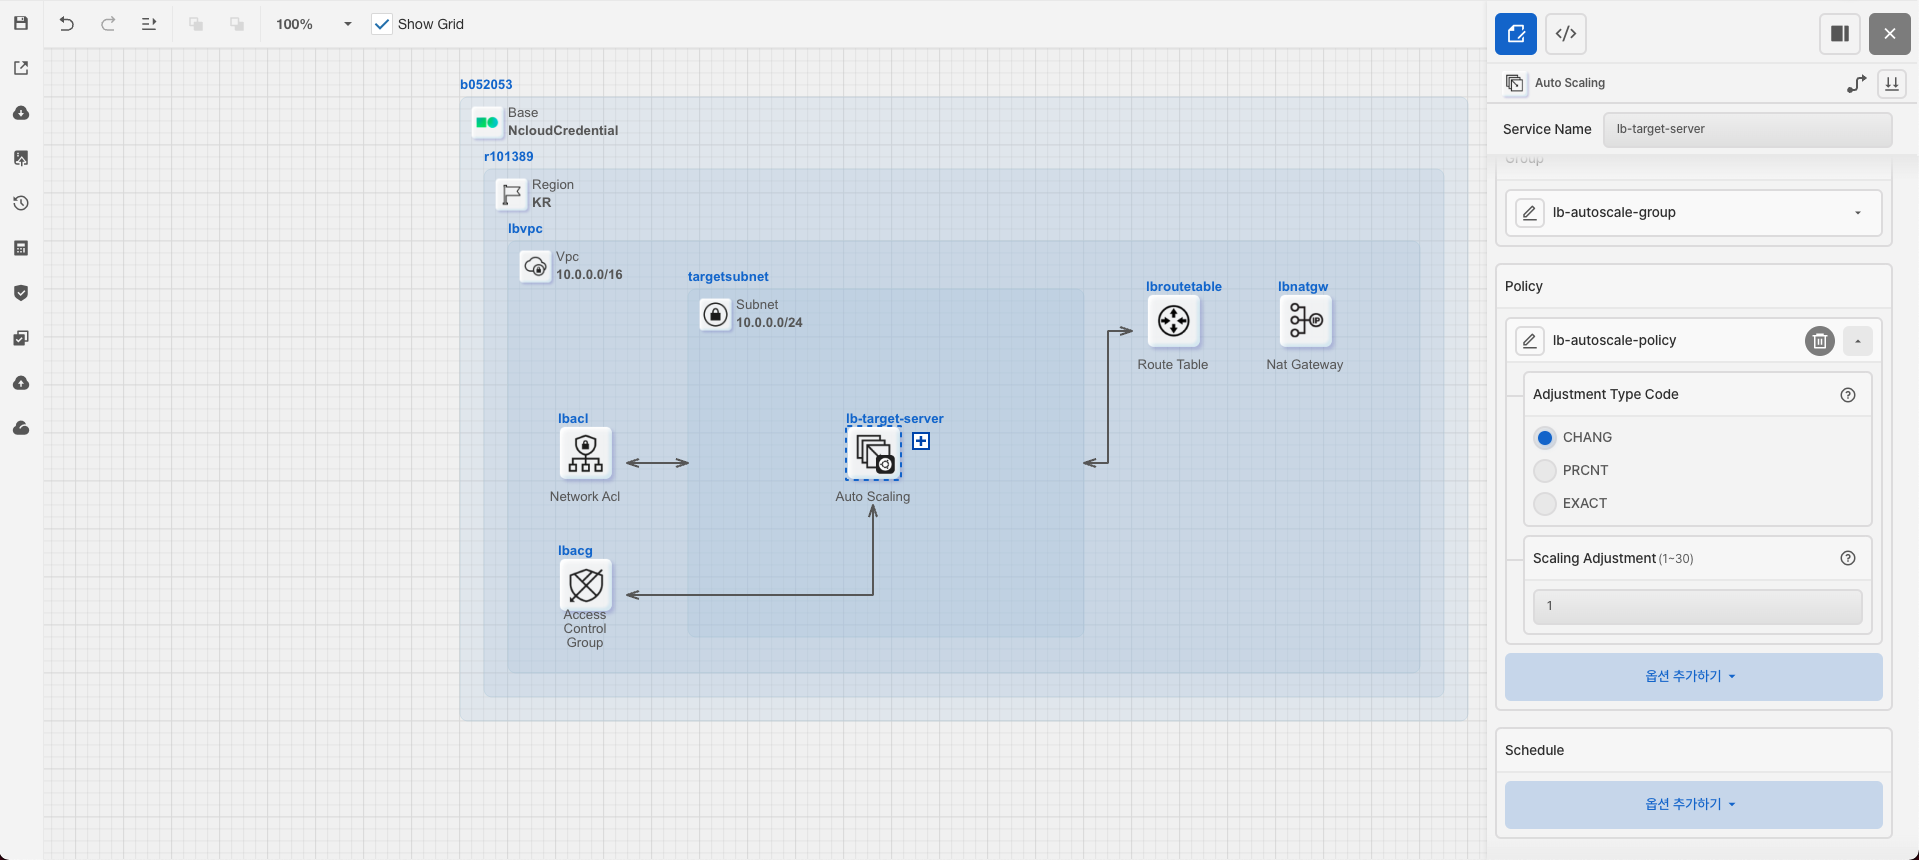 100%
Show Grid
b052053
Base
NcloudCredential
r101389
Region
KR
lbvpc
Vpc
10.0.0.0/16
targetsubnet
Subnet
10.0.0.0/24
lbroutetable
Route Table
lbnatgw
Nat Gateway
lbacl
Network Acl
lb-target-server
Auto Scaling
lbacg
Access
Control
Group
Auto Scaling
Service Name
lb-target-server
Group
lb-autoscale-group
Policy
lb-autoscale-policy
Adjustment Type Code
CHANG
PRCNT
EXACT
Scaling Adjustment (1~30)
1
옵션 추가하기
Schedule
옵션 추가하기